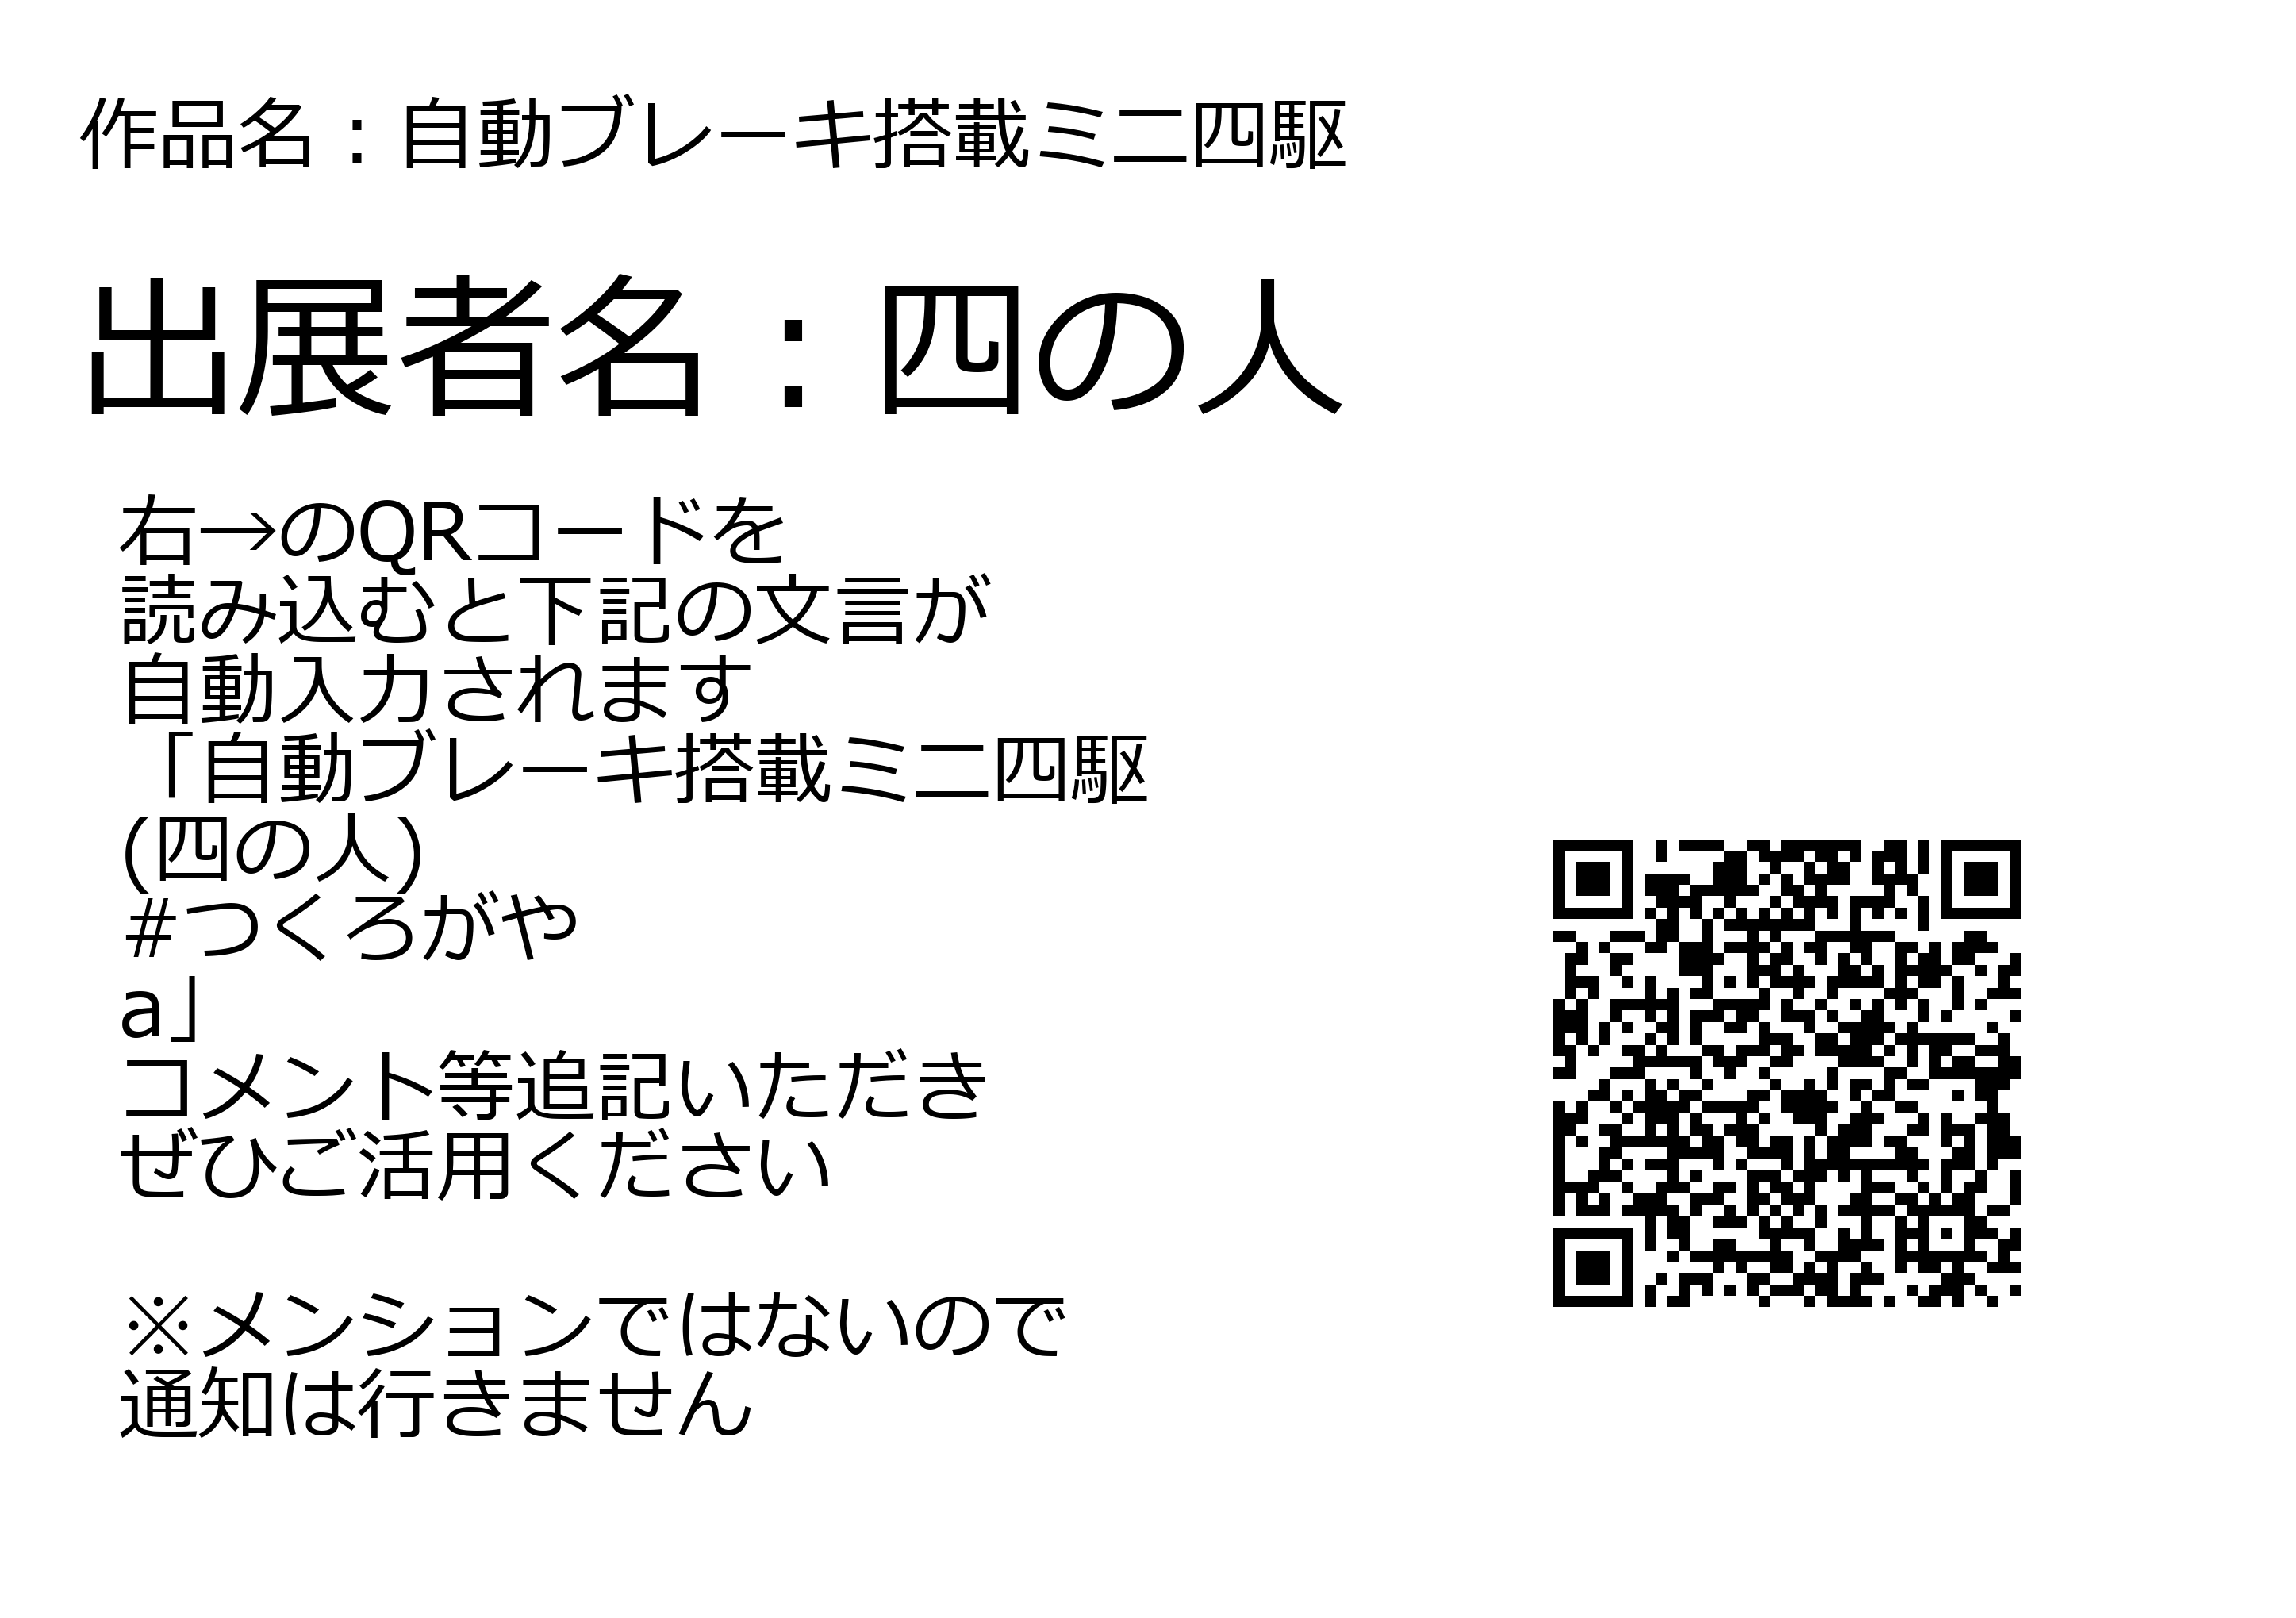 作品名：自動ブレーキ搭載ミニ四駆
出展者名：四の人
右→のQRコードを
読み込むと下記の文言が
自動入力されます
「自動ブレーキ搭載ミニ四駆
(四の人)
#つくろがや
a」
コメント等追記いただき
ぜひご活用ください
※メンションではないので
通知は行きません